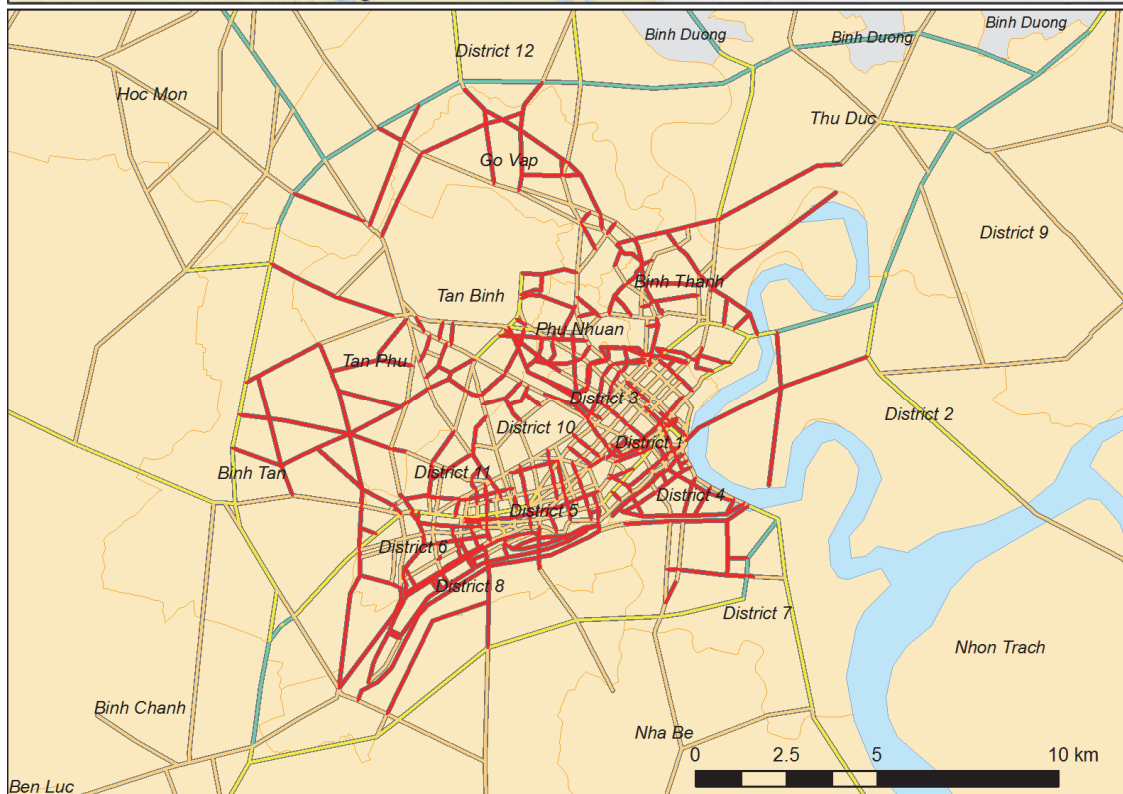 Binh Duong
Binh Duong
Binh Duong
District 12
Hoc Mon
Thu Duc
Go Vap
District 9
Binh Thanh
Tan Binh
Phu Nhuan
Tan Phu
District 3
District 2
District 10
District 1
Binh Tan
District 11
District 4
District 5
District 6
District 8
District 7
Nhon Trach
Binh Chanh
Nha Be
0 2.5 5 10 km
Ben Luc